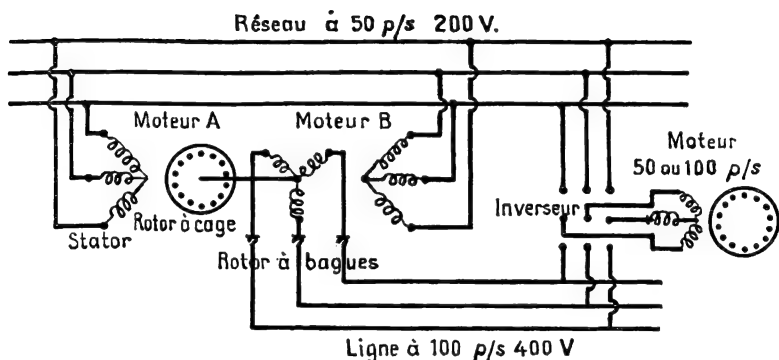 Réseau à 50 p/s 200 V.
Moteur A
Moteur B
Moteur
50 ou 100 p/s
Inverseur
Stator
Rotor à cage
Rotor à bagues
Ligne à 100 p/s 400 V